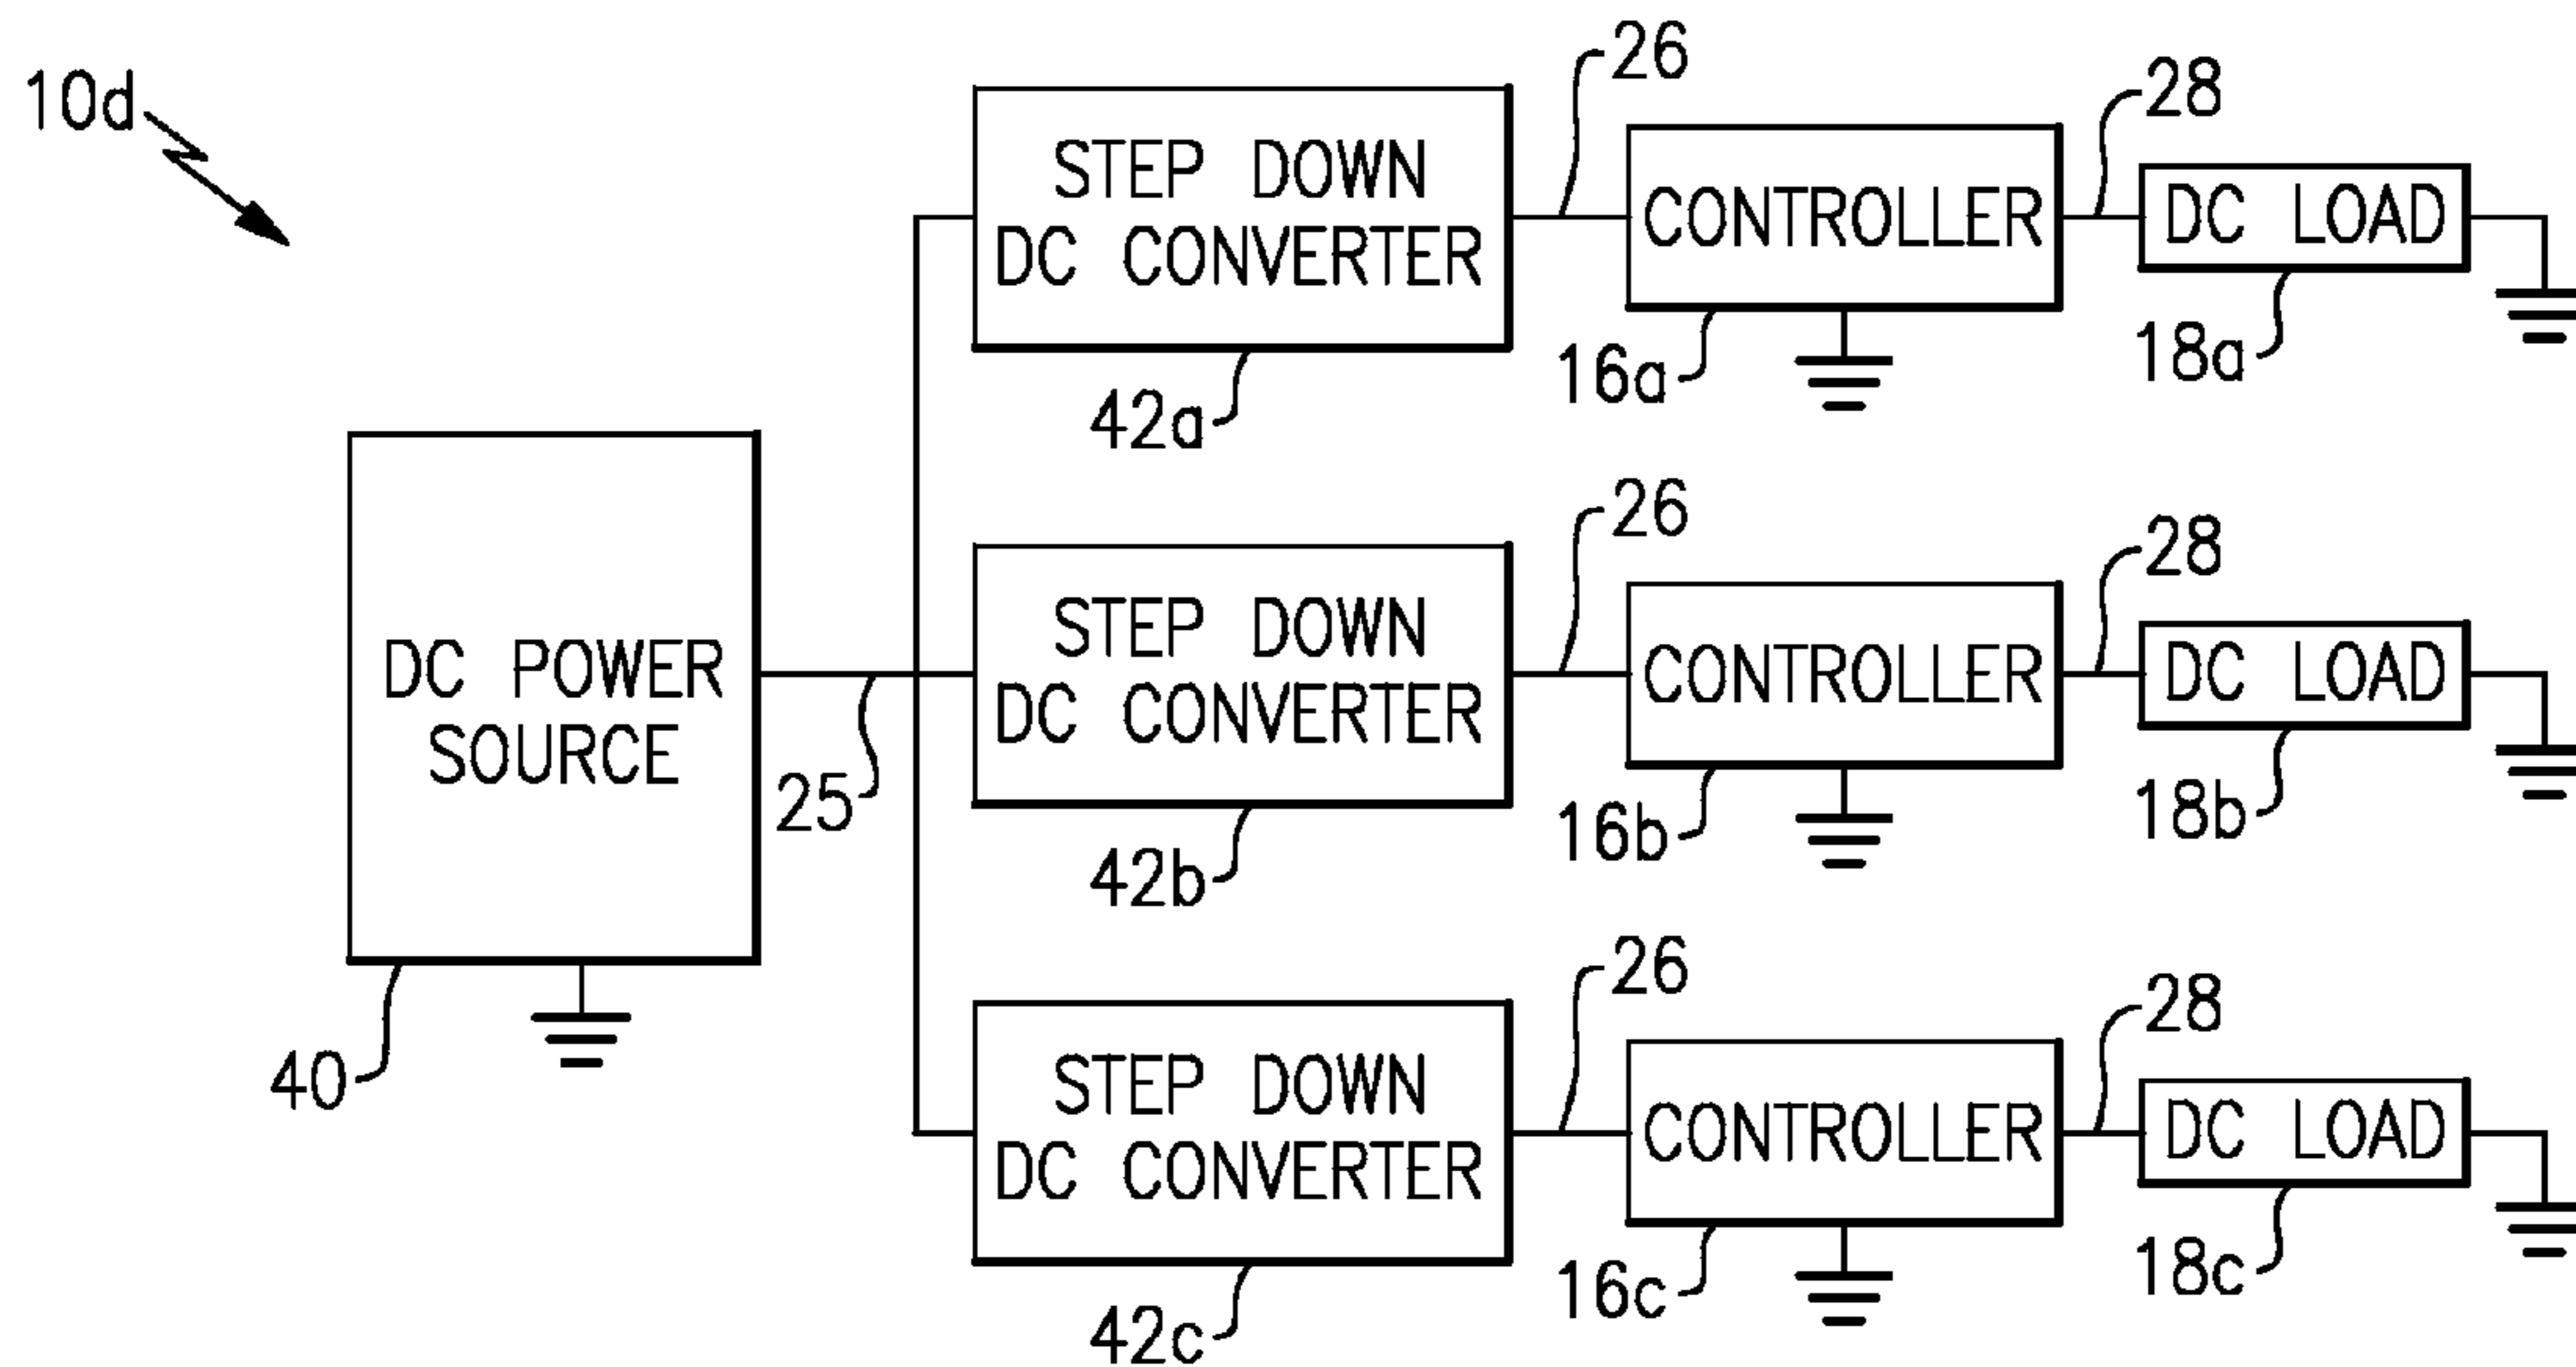 10d
STEP DOWN
DC CONVERTER
42a
26
CONTROLLER
16a
28
DC LOAD
18a
DC POWER
SOURCE
40
25
STEP DOWN
DC CONVERTER
42b
26
CONTROLLER
16b
28
DC LOAD
18b
STEP DOWN
DC CONVERTER
42c
26
CONTROLLER
16c
28
DC LOAD
18c